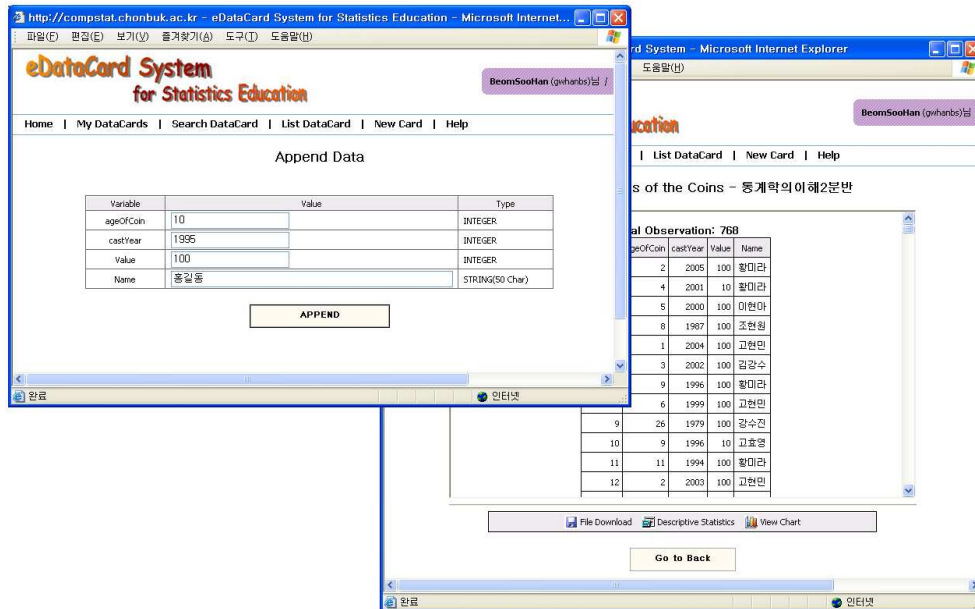 http://compstat.chonbuk.ac.kr - eDataCard System for Statistics Education - Microsoft Internet...
파일(F) 편집(E) 보기(V) 즐겨찾기(A) 도구(T) 도움말(H)
eDataCard System
for Statistics Education
BeomSooHan (gwhanbs)님 /
Home | My DataCards | Search DataCard | List DataCard | New Card | Help
Append Data
Variable Value Type
ageOfCoin 10 INTEGER
castYear 1995 INTEGER
Value 100 INTEGER
Name 홍길동 STRING(50 Char)
APPEND
완료 인터넷
rd System - Microsoft Internet Explorer
도움말(H)
ucation
BeomSooHan (gwhanbs)님
| List DataCard | New Card | Help
s of the Coins - 통계학의이해2분반
al Observation: 768
geOfCoin castYear Value Name
2 2005 100 황미라
4 2001 10 황미라
5 2000 100 이현아
8 1987 100 조현원
1 2004 100 고현민
3 2002 100 김강수
9 1996 100 황미라
6 1999 100 고현민
9 26 1979 100 강수진
10 9 1996 10 고효영
11 11 1994 100 황미라
12 2 2003 100 고현민
File Download Descriptive Statistics View Chart
Go to Back
완료 인터넷